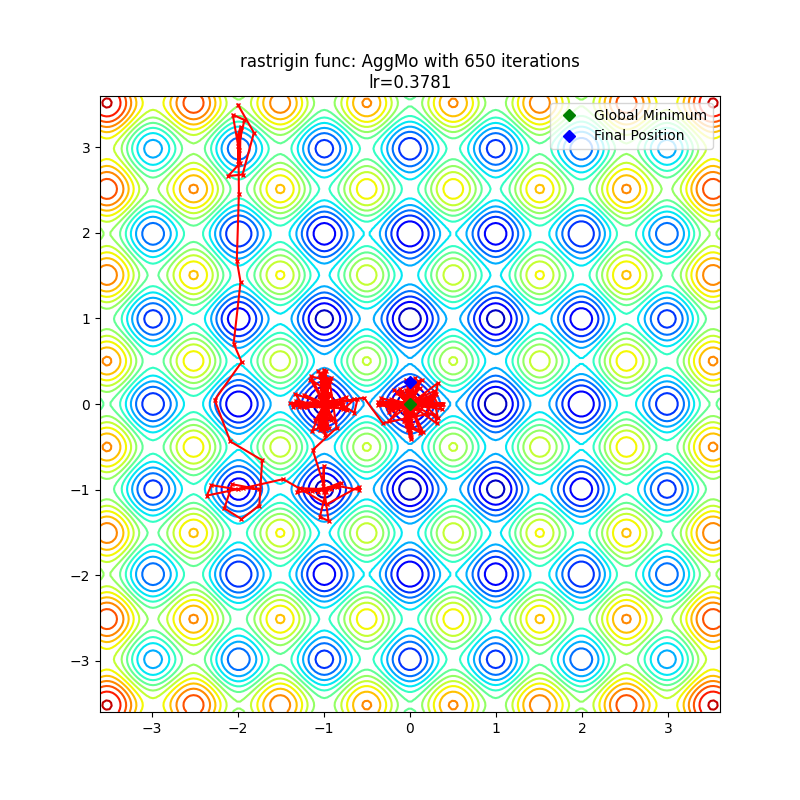 rastrigin func: AggMo with 650 iterations
lr=0.3781
Global Minimum
Final Position
3
2
1
0
−1
−2
−3
−3 −2 −1 0 1 2 3